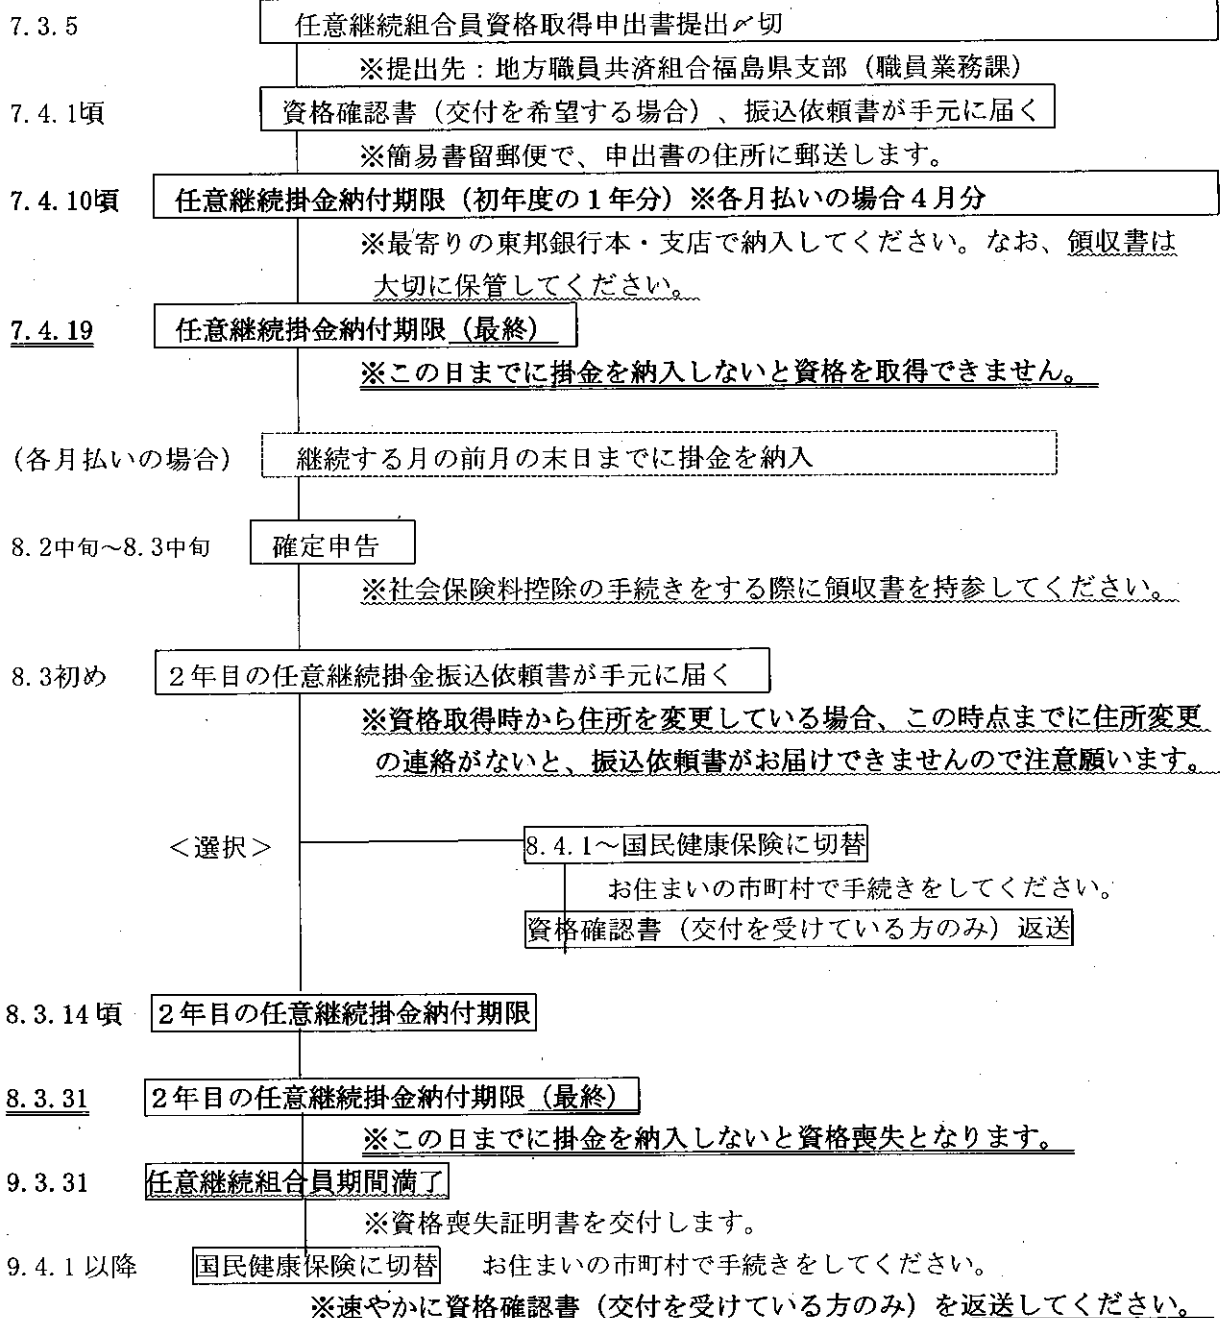 7.3.5 任意継続組合員資格取得申出書提出〆切
※提出先：地方職員共済組合福島県支部（職員業務課）
7.4.1頃 資格確認書（交付を希望する場合）、振込依頼書が手元に届く
※簡易書留郵便で、申出書の住所に郵送します。
7.4.10頃 任意継続掛金納付期限（初年度の１年分）※各月払いの場合４月分
※最寄りの東邦銀行本・支店で納入してください。なお、領収書は
大切に保管してください。
7.4.19 任意継続掛金納付期限（最終）
※この日までに掛金を納入しないと資格を取得できません。
（各月払いの場合） 継続する月の前月の末日までに掛金を納入
8.2中旬～8.3中旬 確定申告
※社会保険料控除の手続きをする際に領収書を持参してください。
8.3初め ２年目の任意継続掛金振込依頼書が手元に届く
※資格取得時から住所を変更している場合、この時点までに住所変更
の連絡がないと、振込依頼書がお届けできませんので注意願います。
＜選択＞ 8.4.1～国民健康保険に切替
お住まいの市町村で手続きをしてください。
資格確認書（交付を受けている方のみ）返送
8.3.14頃 ２年目の任意継続掛金納付期限
8.3.31 ２年目の任意継続掛金納付期限（最終）
※この日までに掛金を納入しないと資格喪失となります。
9.3.31 任意継続組合員期間満了
※資格喪失証明書を交付します。
9.4.1以降 国民健康保険に切替 お住まいの市町村で手続きをしてください。
※速やかに資格確認書（交付を受けている方のみ）を返送してください。